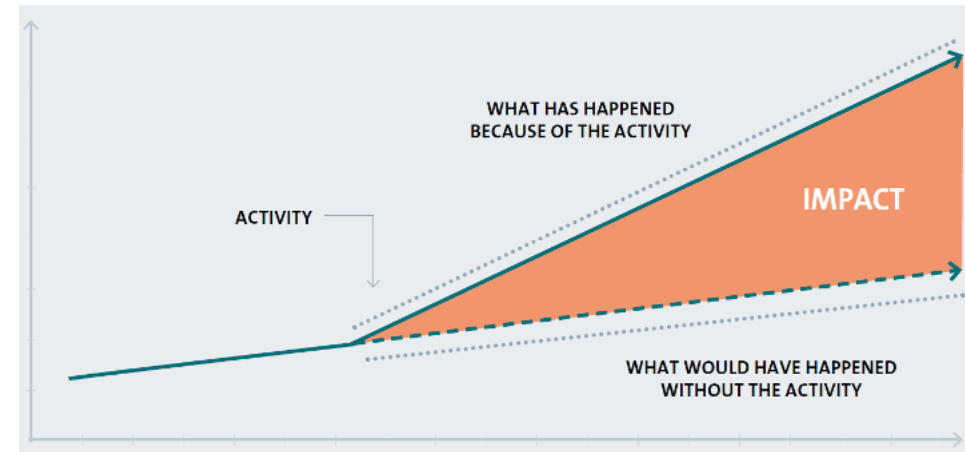 WHAT HAS HAPPENED
BECAUSE OF THE ACTIVITY
IMPACT
ACTIVITY
WHAT WOULD HAVE HAPPENED
WITHOUT THE ACTIVITY